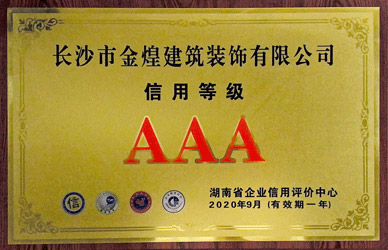 长沙市金煌建筑装饰有限公司
信用等级
AAA
信
湖南省企业信用评价中心
2020年9月(有效期一年)